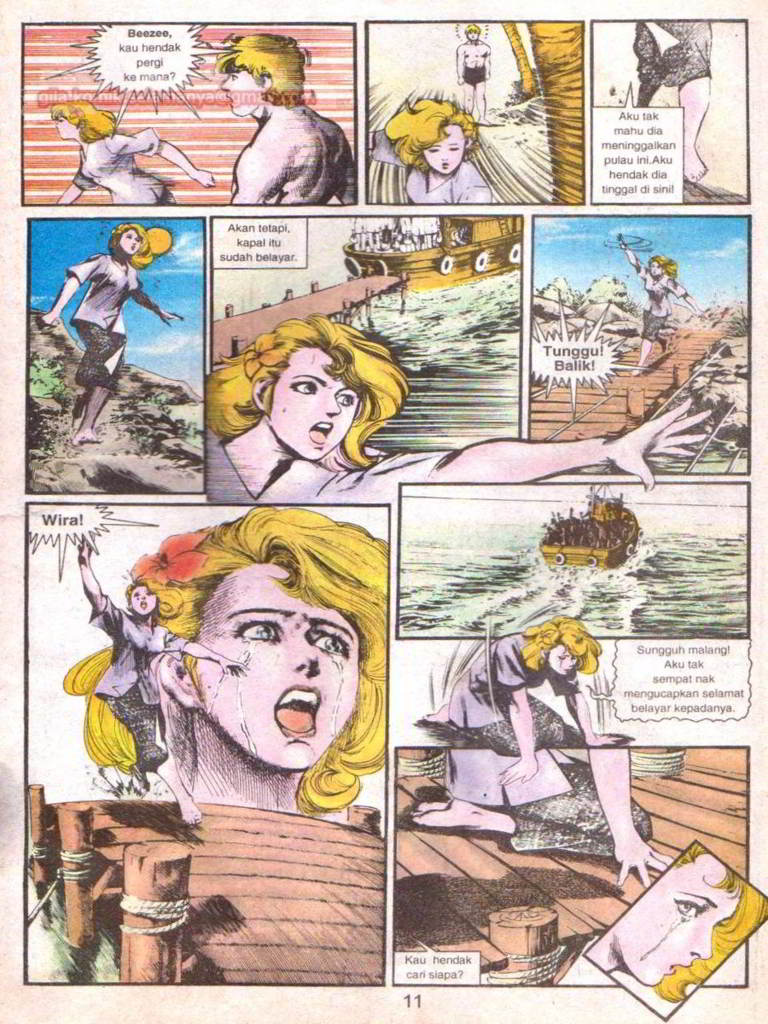 Beezee,
kau hendak
pergi
ke mana?
Aku tak
mahu dia
meninggalkan
pulau ini.Aku
hendak dia
tinggal di sini!
Akan tetapi,
kapal itu
sudah belayar.
Tunggu!
Balik!
Wira!
Sungguh malang!
Aku tak
sempat nak
mengucapkan selamat
belayar kepadanya.
Kau hendak
cari siapa?
11